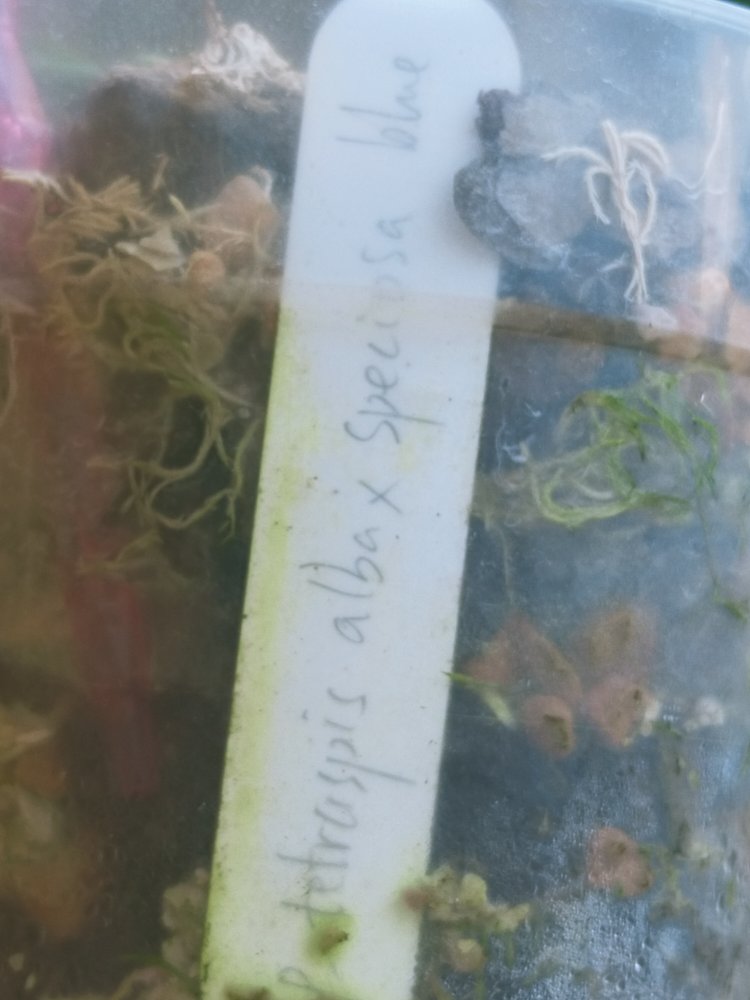 P. tetraspis alba x speciosa blue